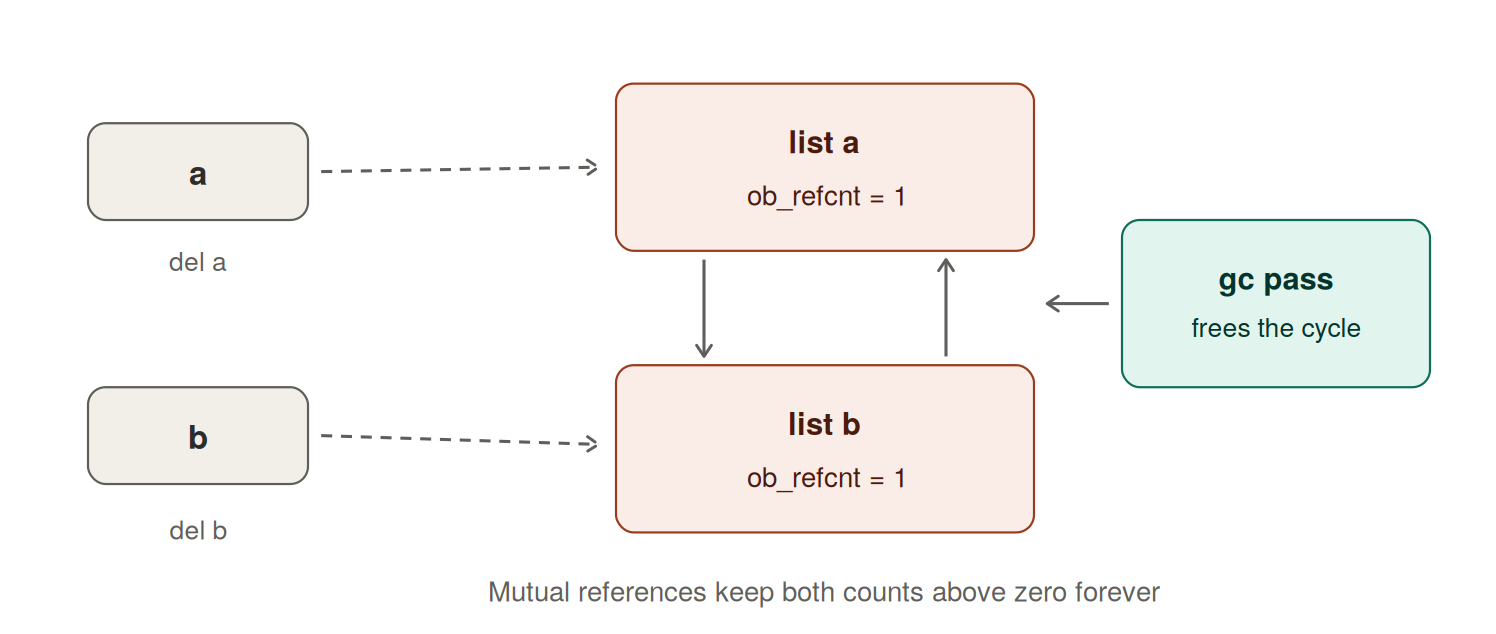 a
del a
list a
ob_refcnt = 1
gc pass
frees the cycle
b
del b
list b
ob_refcnt = 1
Mutual references keep both counts above zero forever